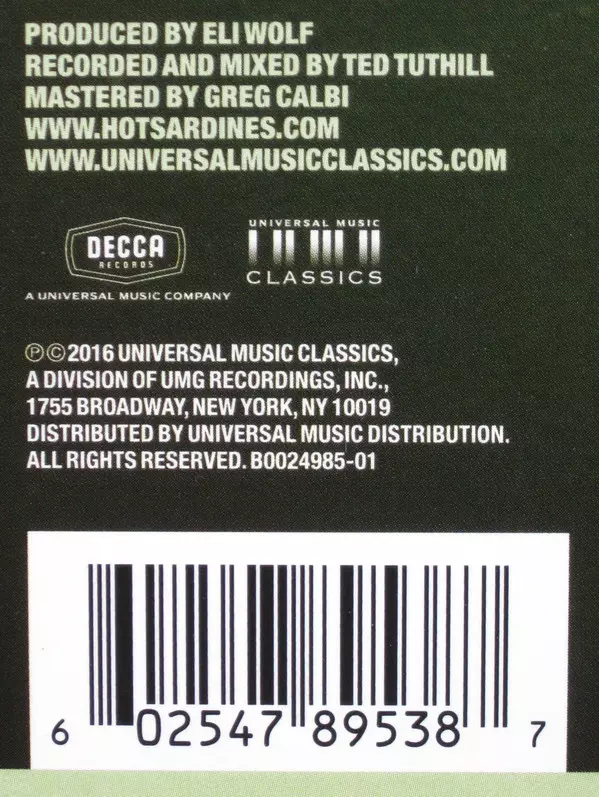 PRODUCED BY ELI WOLF
RECORDED AND MIXED BY TED TUTHILL
MASTERED BY GREG CALBI
WWW.HOTSARDINES.COM
WWW.UNIVERSALMUSICCLASSICS.COM
DECCA
RECORDS
A UNIVERSAL MUSIC COMPANY
UNIVERSAL MUSIC
CLASSICS
℗©2016 UNIVERSAL MUSIC CLASSICS,
A DIVISION OF UMG RECORDINGS, INC.,
1755 BROADWAY, NEW YORK, NY 10019
DISTRIBUTED BY UNIVERSAL MUSIC DISTRIBUTION.
ALL RIGHTS RESERVED. B0024985-01
6 02547 89538 7